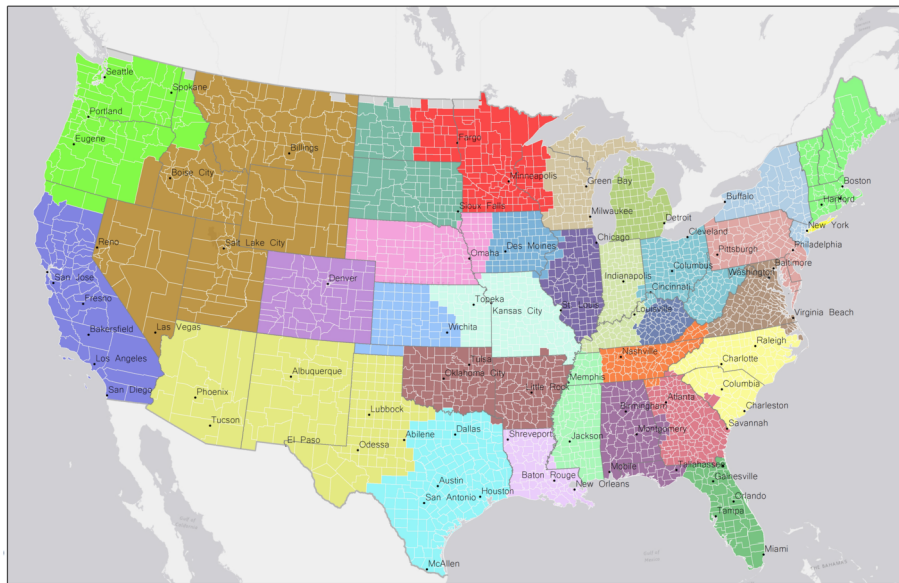 Seattle
Spokane
Portland
Eugene
Billings
Boise City
Fargo
Minneapolis
Sioux Falls
Green Bay
Milwaukee
Detroit
Buffalo
Boston
Harford
New York
Reno
Salt Lake City
Omaha
Des Moines
Chicago
Cleveland
Pittsburgh
Philadelphia
Baltimore
Washington
San Jose
Fresno
Denver
Topeka
Kansas City
St. Louis
Indianapolis
Columbus
Cincinnati
Louisville
Bakersfield
Las Vegas
Wichita
Virginia Beach
Los Angeles
San Diego
Albuquerque
Phoenix
Tucson
Tulsa
Oklahoma City
Little Rock
Memphis
Nashville
Raleigh
Charlotte
Columbia
Charleston
Savannah
Atlanta
Birmingham
Montgomery
Lubbock
El Paso
Odessa
Abilene
Dallas
Shreveport
Jackson
Mobile
Tallahassee
Gainesville
Austin
San Antonio
Houston
Baton Rouge
New Orleans
Orlando
Tampa
Miami
McAllen
THE BAHAMAS